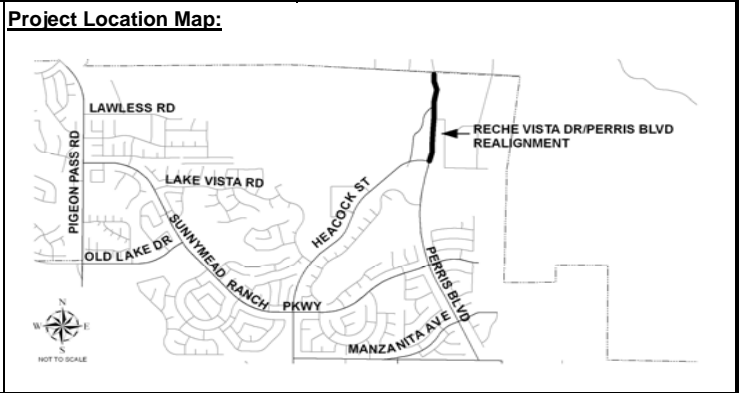 Project Location Map:
LAWLESS RD
RECHE VISTA DR/PERRIS BLVD
REALIGNMENT
PIGEON PASS RD
LAKE VISTA RD
HEACOCK ST
SUNNYMEAD RANCH PKWY
OLD LAKE DR
PERRIS BLVD
MANZANITA AVE
N
W
E
S
NOT TO SCALE